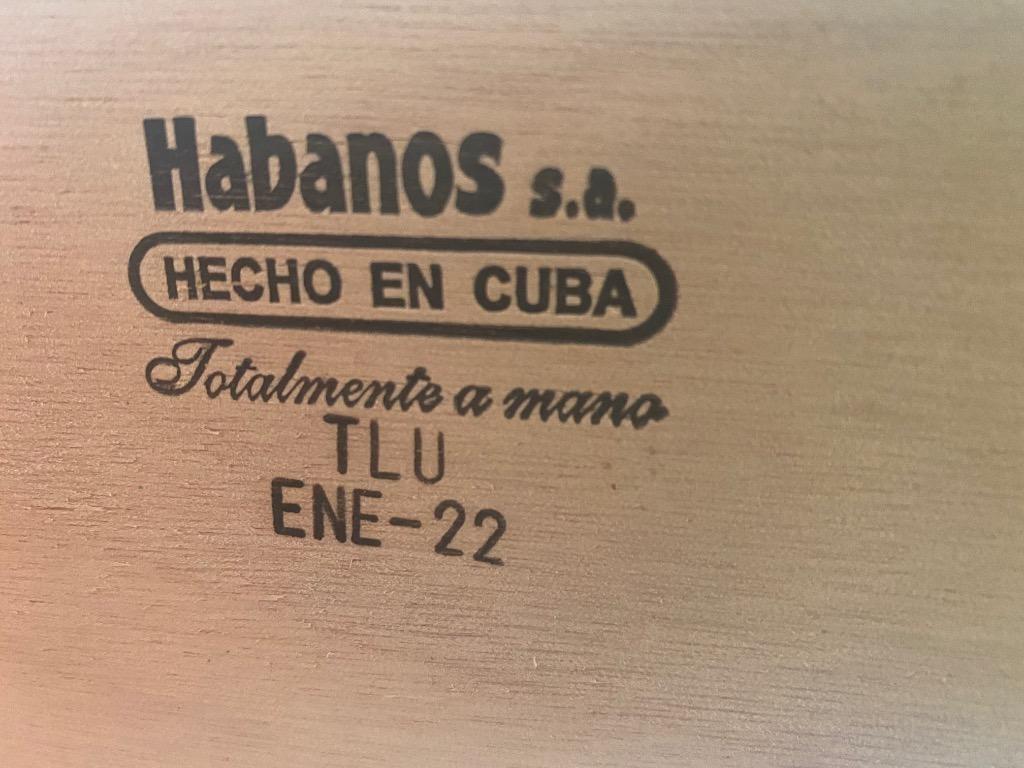 Habanos s.a.
HECHO EN CUBA
Totalmente a mano
TLU
ENE-22